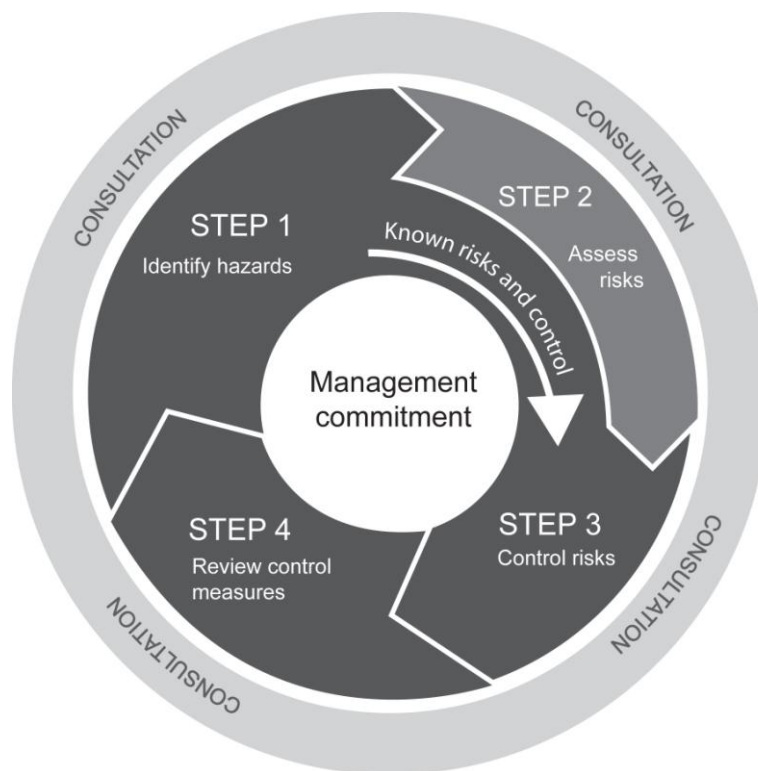 CONSULTATION
CONSULTATION
STEP 1
Identify hazards
STEP 2
Assess
risks
Known risks and control
Management
commitment
STEP 3
Control risks
STEP 4
Review control
measures
CONSULTATION
CONSULTATION